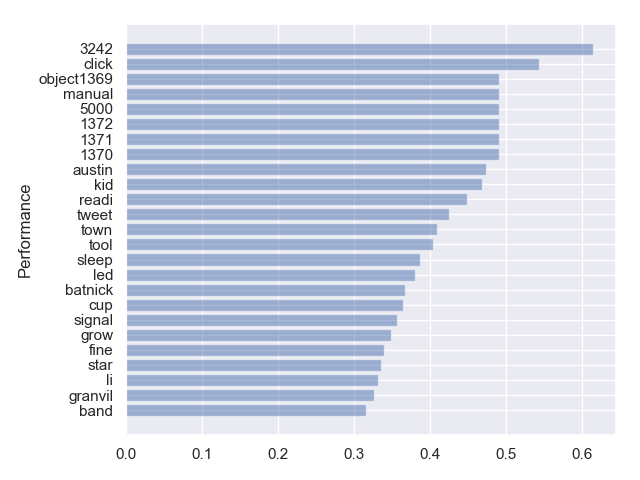 3242
click
object1369
manual
5000
1372
1371
1370
austin
kid
readi
tweet
town
tool
sleep
led
batnick
cup
signal
grow
fine
star
li
granvil
band
Performance
0.0 0.1 0.2 0.3 0.4 0.5 0.6